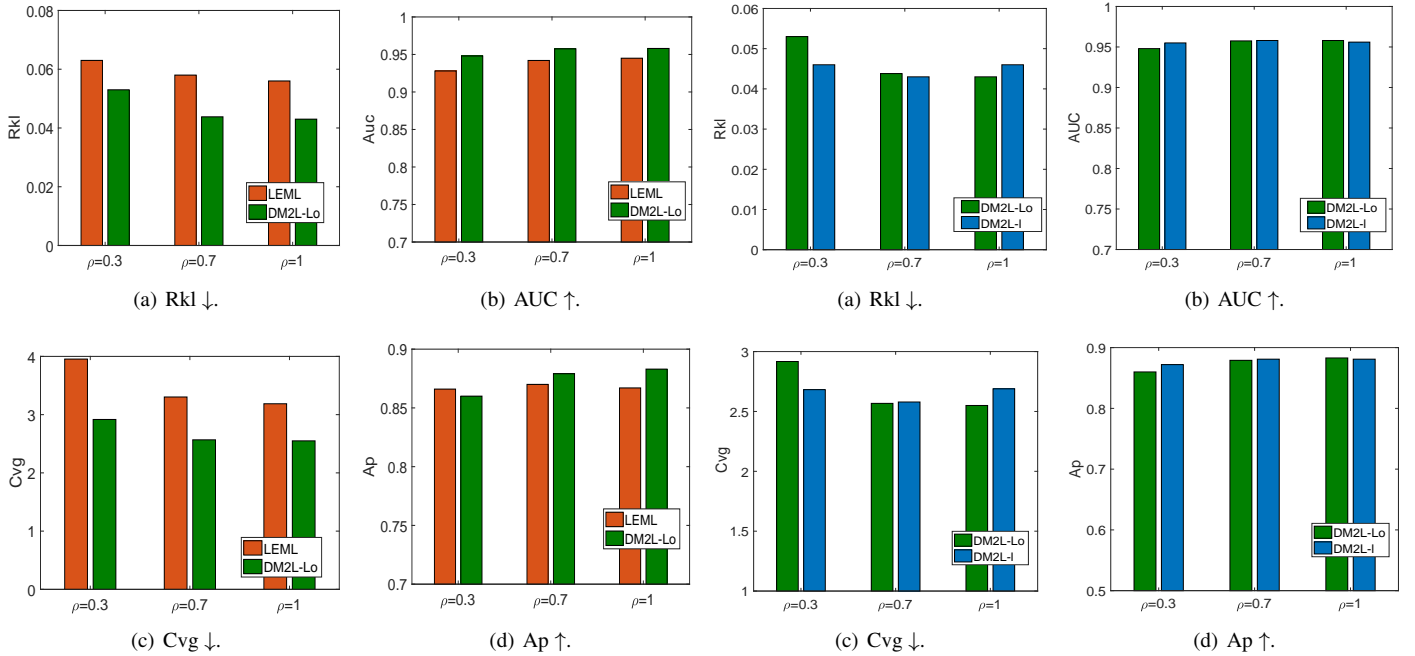 0.08
0.06
0.04
0.02
0
Rkl
LEML
DM2L-Lo
ρ=0.3
ρ=0.7
ρ=1
(a) Rkl ↓.
1
0.95
0.9
0.85
0.8
0.75
0.7
Auc
LEML
DM2L-Lo
ρ=0.3
ρ=0.7
ρ=1
(b) AUC ↑.
0.06
0.05
0.04
0.03
0.02
0.01
0
Rkl
DM2L-Lo
DM2L-I
ρ=0.3
ρ=0.7
ρ=1
(a) Rkl ↓.
1
0.95
0.9
0.85
0.8
0.75
0.7
AUC
DM2L-Lo
DM2L-I
ρ=0.3
ρ=0.7
ρ=1
(b) AUC ↑.
4
3
2
1
0
Cvg
LEML
DM2L-Lo
ρ=0.3
ρ=0.7
ρ=1
(c) Cvg ↓.
0.9
0.85
0.8
0.75
0.7
Ap
LEML
DM2L-Lo
ρ=0.3
ρ=0.7
ρ=1
(d) Ap ↑.
3
2.5
2
1.5
1
Cvg
DM2L-Lo
DM2L-I
ρ=0.3
ρ=0.7
ρ=1
(c) Cvg ↓.
0.9
0.8
0.7
0.6
0.5
Ap
DM2L-Lo
DM2L-I
ρ=0.3
ρ=0.7
ρ=1
(d) Ap ↑.